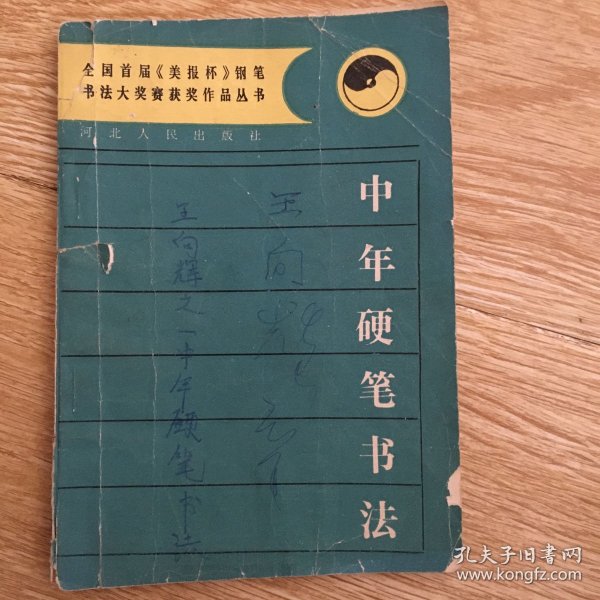 全国首届《美报杯》钢笔
书法大奖赛获奖作品丛书
河北人民出版社
中年硬笔书法
王向
王向辉之一中年硬笔书法
孔夫子旧书网
www.kongfz.com